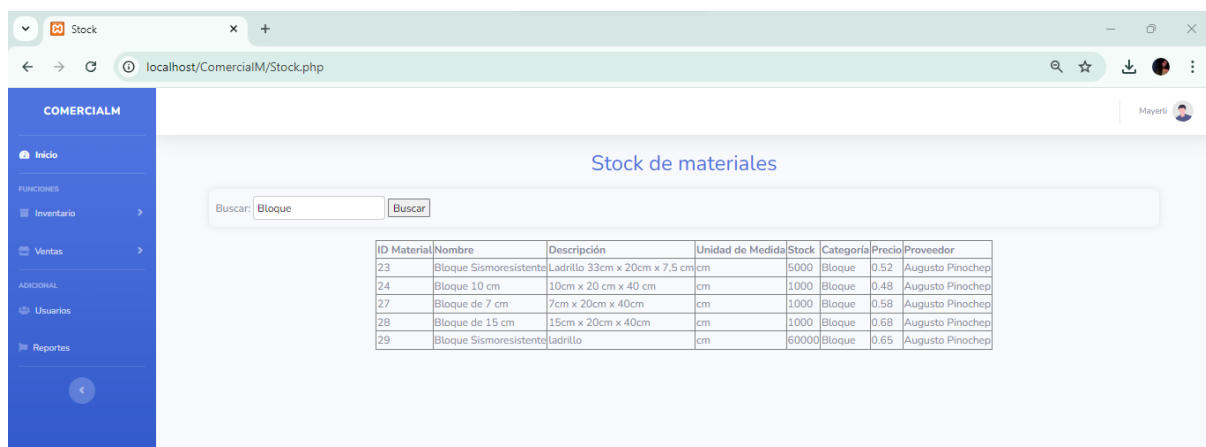 Stock
localhost/ComercialM/Stock.php
COMERCIALM
Mayerli
Inicio
Stock de materiales
FUNCIONES
Inventario
Buscar: Bloque Buscar
Ventas
ADICIONAL
Usuarios
Reportes
ID Material Nombre Descripción Unidad de Medida Stock Categoría Precio Proveedor
23 Bloque Sismoresistente Ladrillo 33cm x 20cm x 7,5 cm cm 5000 Bloque 0.52 Augusto Pinochep
24 Bloque 10 cm 10cm x 20 cm x 40 cm cm 1000 Bloque 0.48 Augusto Pinochep
27 Bloque de 7 cm 7cm x 20cm x 40cm cm 1000 Bloque 0.58 Augusto Pinochep
28 Bloque de 15 cm 15cm x 20cm x 40cm cm 1000 Bloque 0.68 Augusto Pinochep
29 Bloque Sismoresistente ladrillo cm 60000 Bloque 0.65 Augusto Pinochep